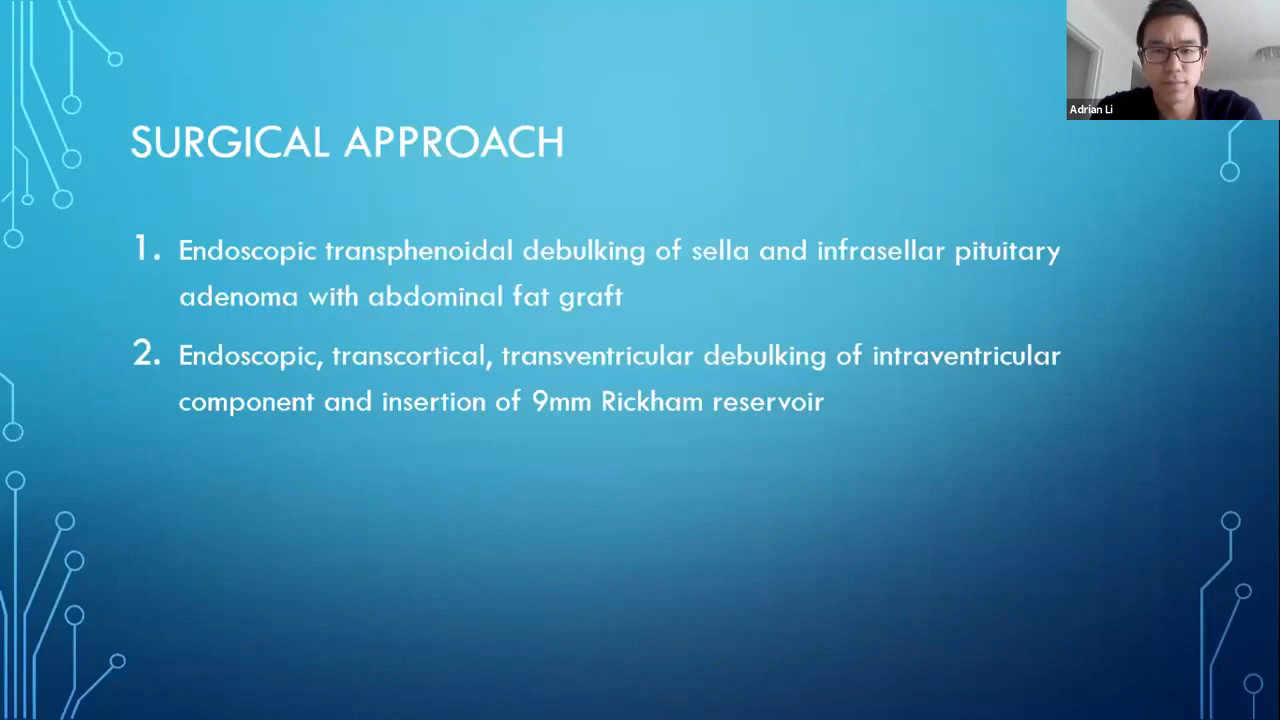 Adrian Li
SURGICAL APPROACH
1. Endoscopic transphenoidal debulking of sella and infrasellar pituitary
adenoma with abdominal fat graft
2. Endoscopic, transcortical, transventricular debulking of intraventricular
component and insertion of 9mm Rickham reservoir